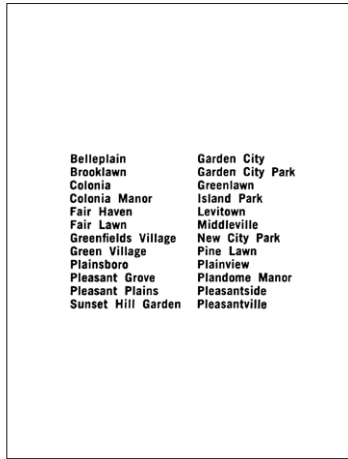 Belleplain
Brooklawn
Colonia
Colonia Manor
Fair Haven
Fair Lawn
Greenfields Village
Green Village
Plainsboro
Pleasant Grove
Pleasant Plains
Sunset Hill Garden
Garden City
Garden City Park
Greenlawn
Island Park
Levitown
Middleville
New City Park
Pine Lawn
Plainview
Plandome Manor
Pleasantside
Pleasantville